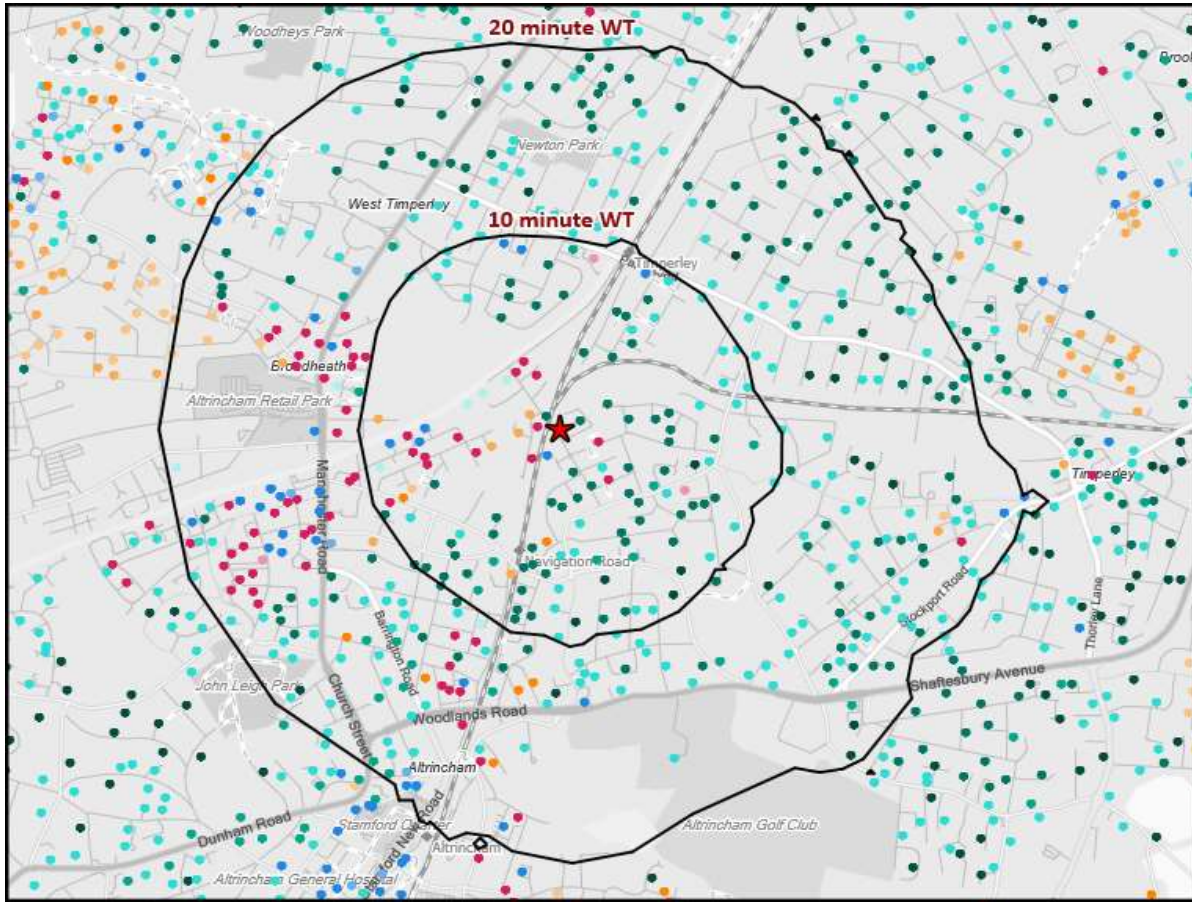 20 minute WT
Woodheys Park
Newton Park
West Timperley
10 minute WT
Timperley
Broadheath
Altrincham Retail Park
Manchester Road
Timperley
Navigation Road
Stockport Road
Thorley Lane
Barrington Road
John Leigh Park
Church Street
Shaftesbury Avenue
Woodlands Road
Altrincham
Dunham Road
Stamford Quarter
Altrincham
Altrincham Golf Club
Altrincham General Hospital